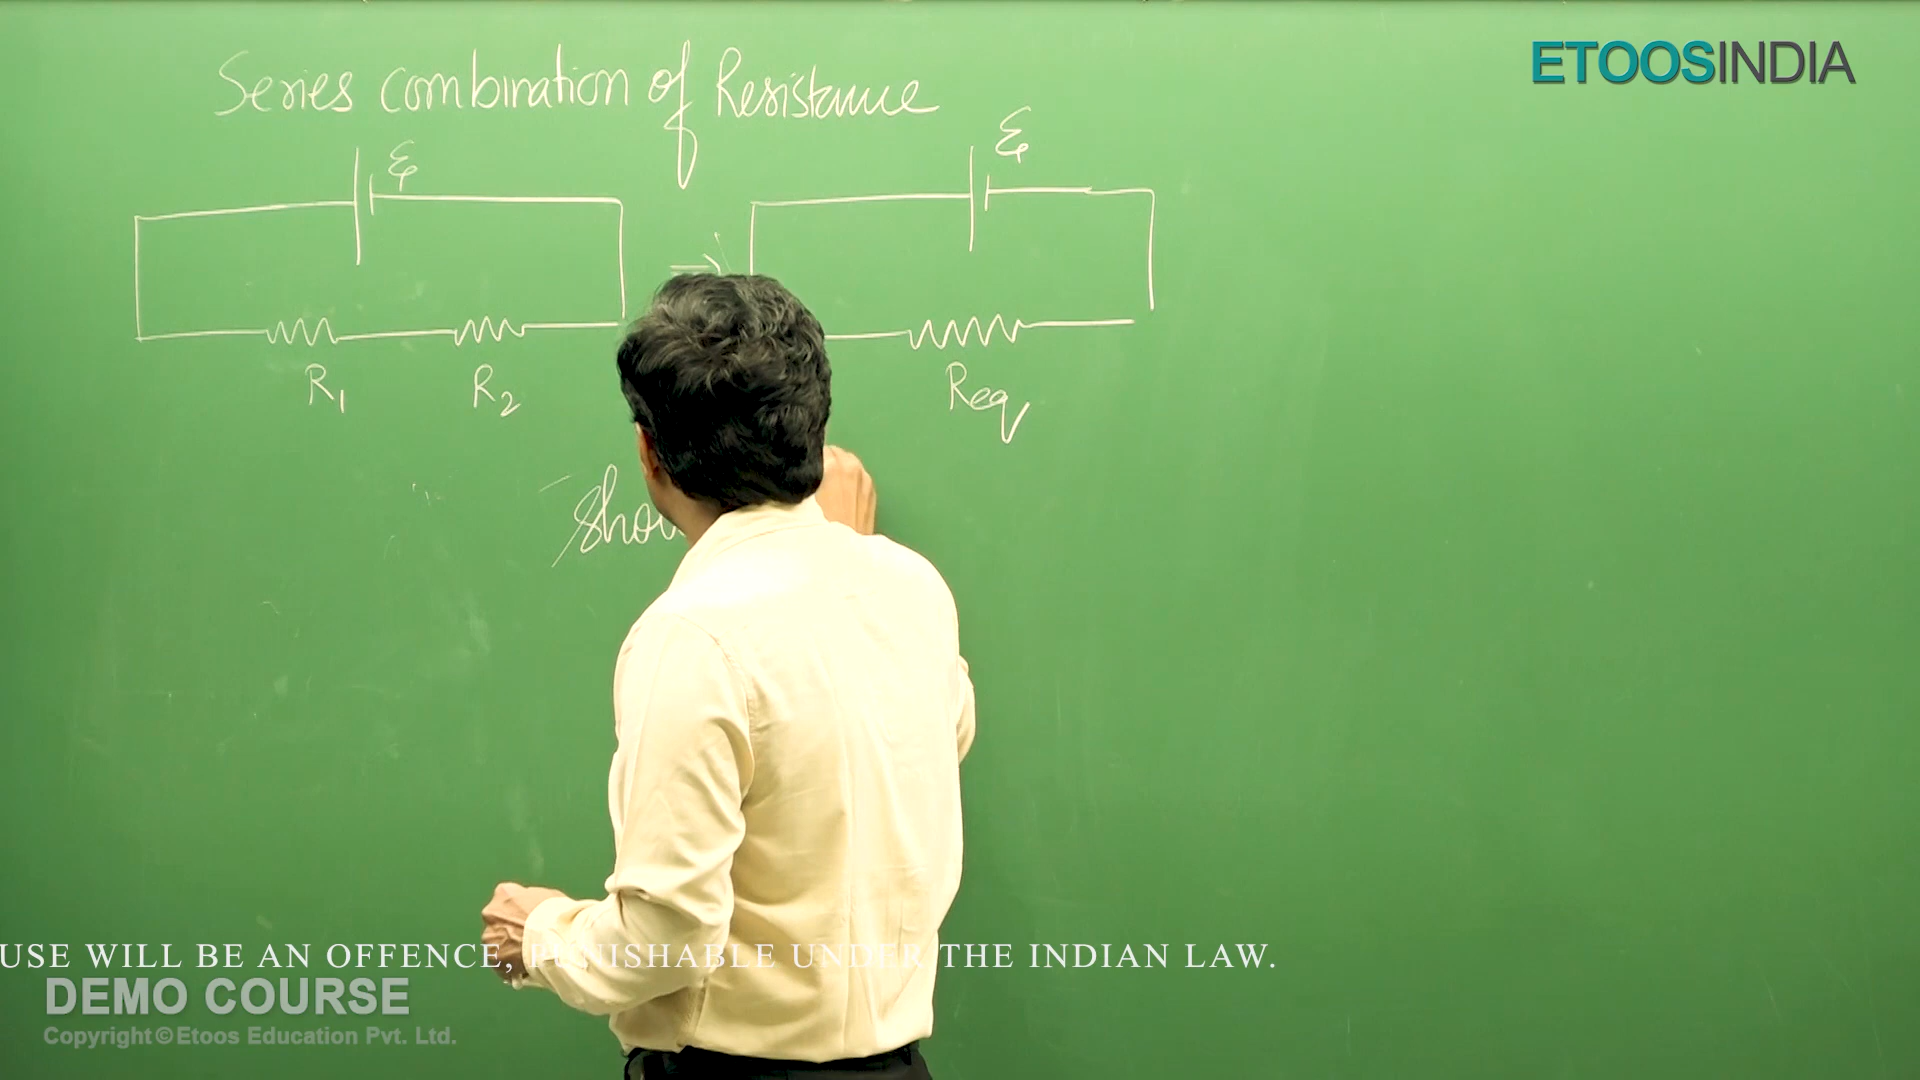 ETOOSINDIA
Series combination of Resistance
ξ
ξ
R1 R2
Req
USE WILL BE AN OFFENCE, PUNISHABLE UNDER THE INDIAN LAW.
DEMO COURSE
Copyright © Etoos Education Pvt. Ltd.